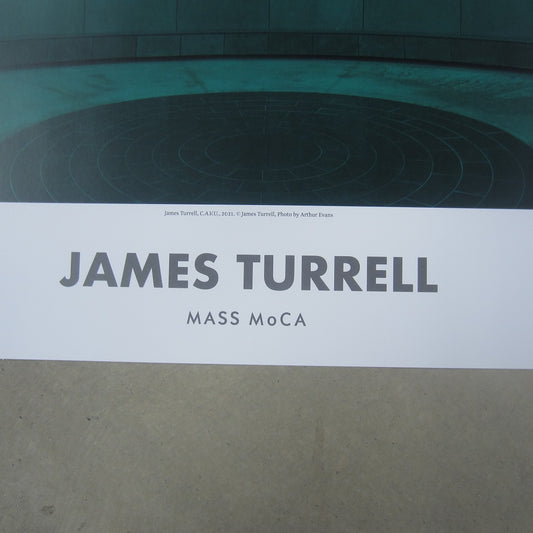 James Turrell, C.A.V.U., 2021. © James Turrell, Photo by Arthur Evans
JAMES TURRELL
MASS MoCA